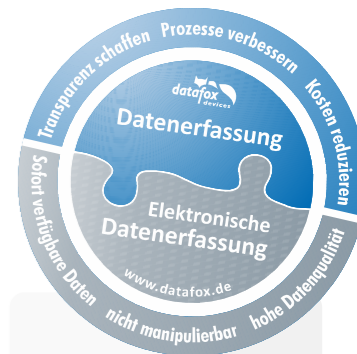 Transparenz schaffen
Prozesse verbessern
Kosten reduzieren
datafox
devices
Datenerfassung
Elektronische
Datenerfassung
www.datafox.de
Sofort verfügbare Daten
nicht manipulierbar
hohe Datenqualität